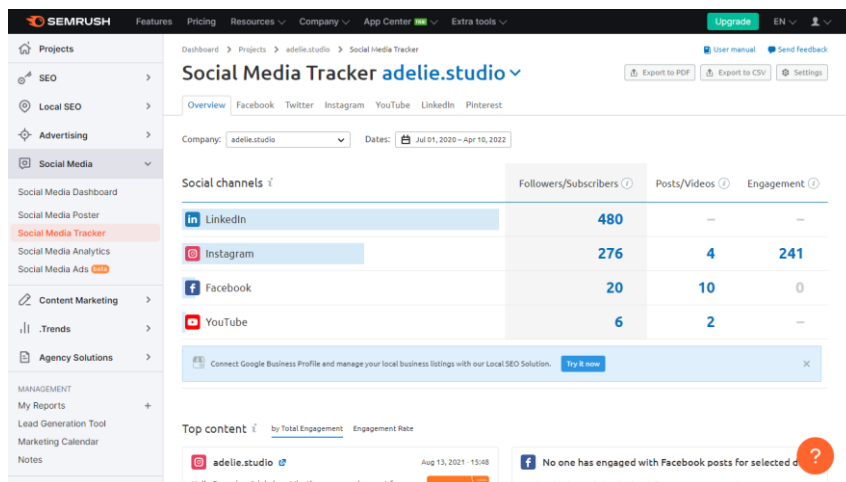 SEMRUSH
Features Pricing Resources Company App Center Extra tools Upgrade EN
Projects
SEO
Local SEO
Advertising
Social Media
Social Media Dashboard
Social Media Poster
Social Media Tracker
Social Media Analytics
Social Media Ads beta
Content Marketing
.Trends
Agency Solutions
MANAGEMENT
My Reports +
Lead Generation Tool
Marketing Calendar
Notes
Dashboard > Projects > adelie.studio > Social Media Tracker
User manual Send feedback
Social Media Tracker adelie.studio
Export to PDF Export to CSV Settings
Overview Facebook Twitter Instagram YouTube LinkedIn Pinterest
Company: adelie.studio Dates: Jul 01, 2020 – Apr 10, 2022
Social channels i Followers/Subscribers i Posts/Videos i Engagement i
in LinkedIn 480 – –
Instagram 276 4 241
f Facebook 20 10 0
YouTube 6 2 –
Connect Google Business Profile and manage your local business listings with our Local SEO Solution. Try it now ×
Top content i by Total Engagement Engagement Rate
adelie.studio Aug 13, 2021 - 15:48
f No one has engaged with Facebook posts for selected d
?